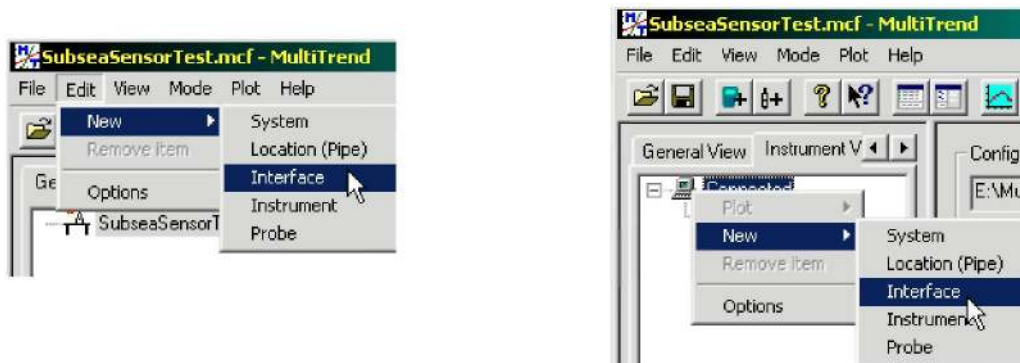 SubseaSensorTest.mcf - MultiTrend
File Edit View Mode Plot Help
New
Remove item
Options
System
Location (Pipe)
Interface
Instrument
Probe
Ge
SubseaSensorT
SubseaSensorTest.mcf - MultiTrend
File Edit View Mode Plot Help
General View Instrument V
Config
Connected
E:\Mu
Plot
New
Remove item
Options
System
Location (Pipe)
Interface
Instrument
Probe